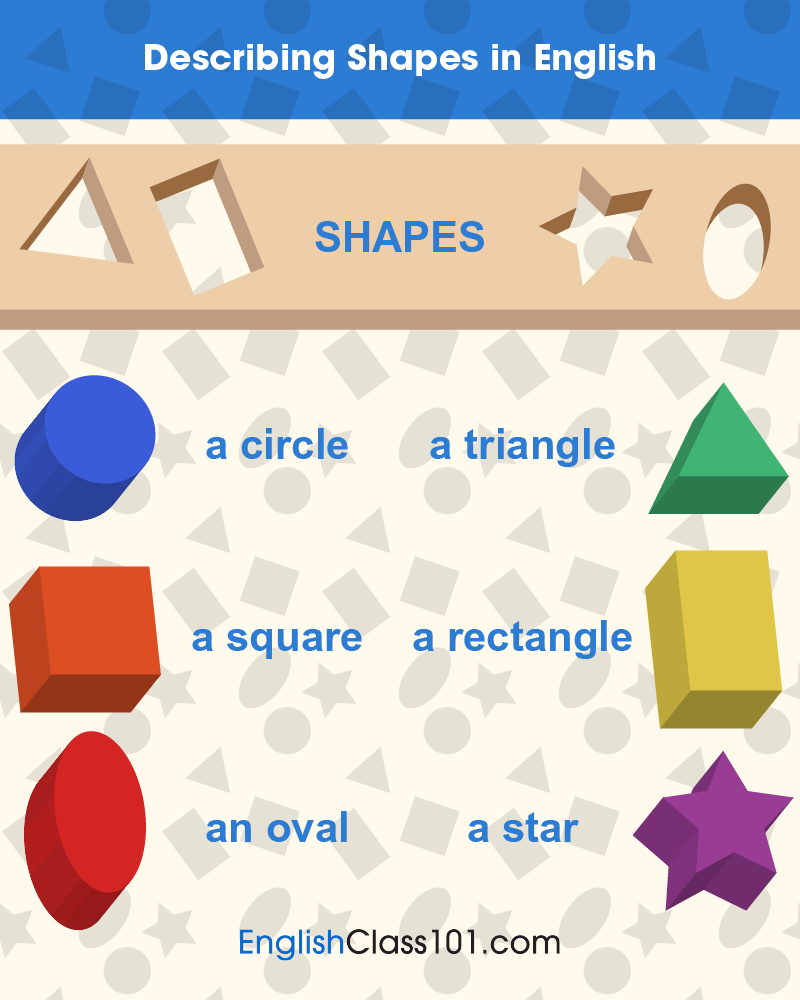 Describing Shapes in English
SHAPES
a circle
a triangle
a square
a rectangle
an oval
a star
EnglishClass101.com